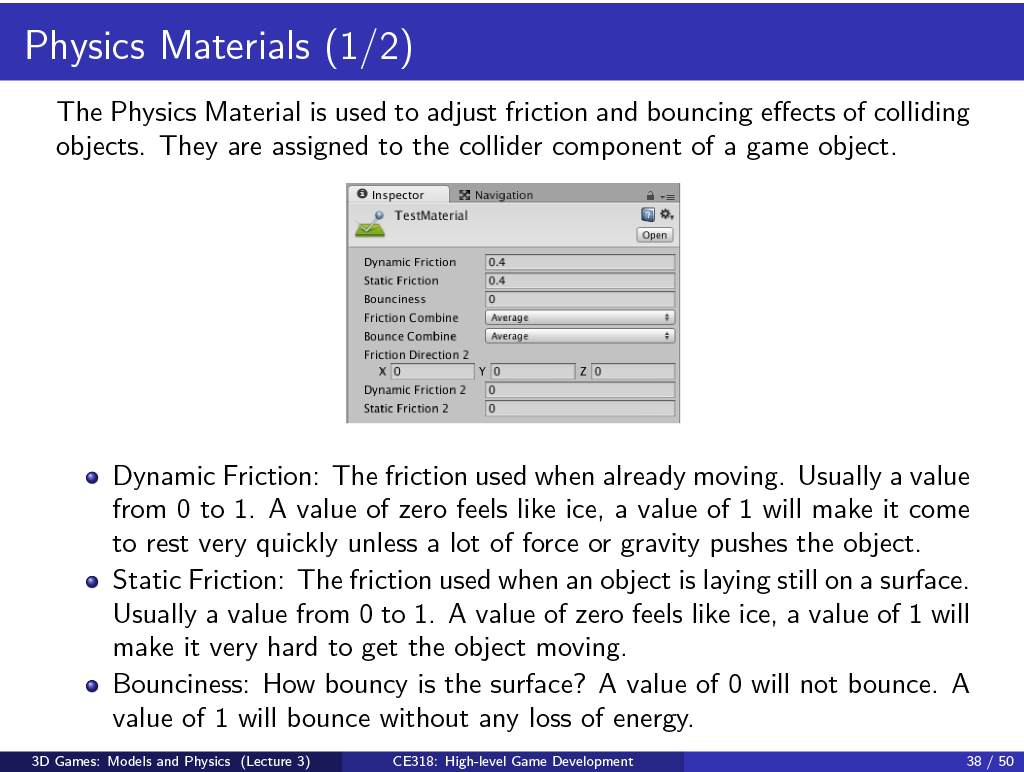 Physics Materials (1/2)
The Physics Material is used to adjust friction and bouncing effects of colliding
objects. They are assigned to the collider component of a game object.
Inspector Navigation
TestMaterial
Open
Dynamic Friction 0.4
Static Friction 0.4
Bounciness 0
Friction Combine Average
Bounce Combine Average
Friction Direction 2
X 0 Y 0 Z 0
Dynamic Friction 2 0
Static Friction 2 0
Dynamic Friction: The friction used when already moving. Usually a value
from 0 to 1. A value of zero feels like ice, a value of 1 will make it come
to rest very quickly unless a lot of force or gravity pushes the object.
Static Friction: The friction used when an object is laying still on a surface.
Usually a value from 0 to 1. A value of zero feels like ice, a value of 1 will
make it very hard to get the object moving.
Bounciness: How bouncy is the surface? A value of 0 will not bounce. A
value of 1 will bounce without any loss of energy.
3D Games: Models and Physics (Lecture 3) CE318: High-level Game Development 38 / 50